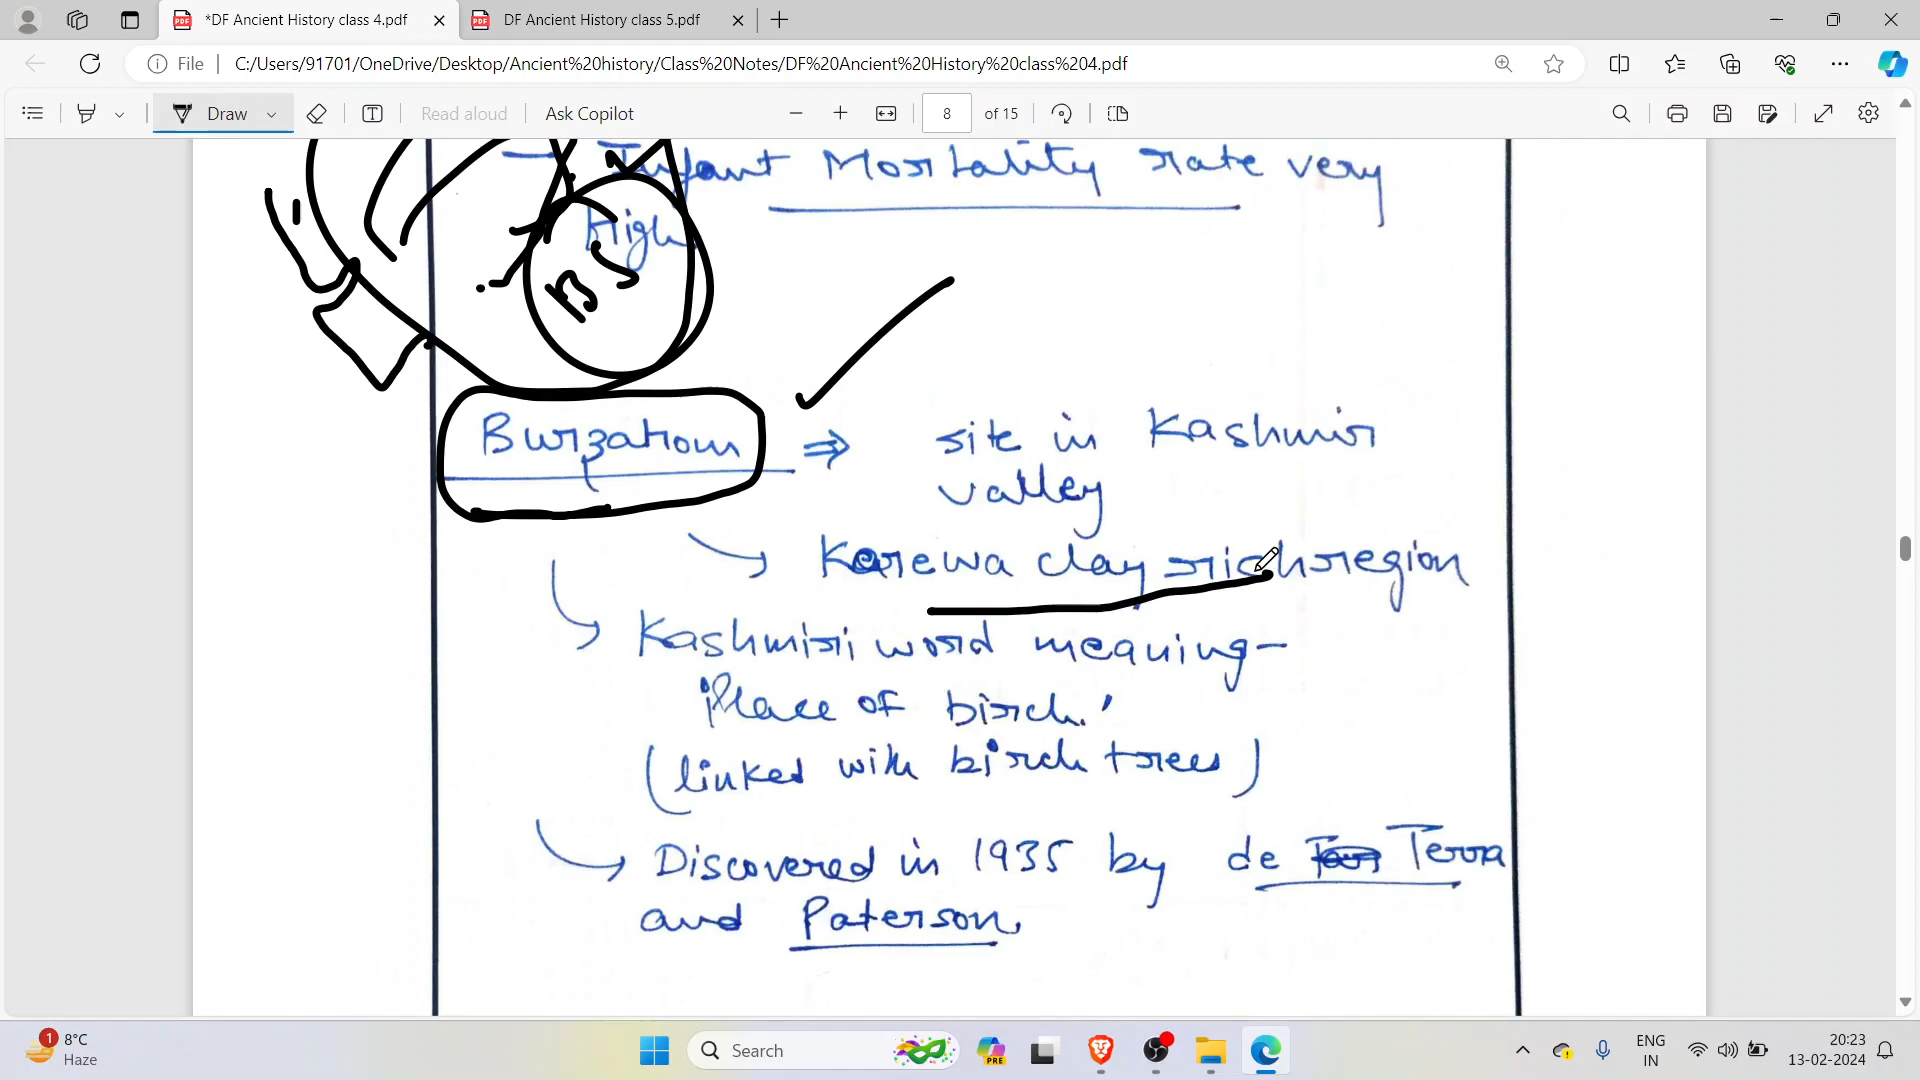 *DF Ancient History class 4.pdf
DF Ancient History class 5.pdf
File
C:/Users/91701/OneDrive/Desktop/Ancient%20history/Class%20Notes/DF%20Ancient%20History%20class%204.pdf
Draw
Read aloud
Ask Copilot
8
of 15
- Infant Mortality rate very
High
BS
Burzahom ⇒ site in Kashmir
valley
Karewa clay rich region
Kashmiri word meaning-
'Place of birch.'
(linked with birch trees)
Discovered in 1935 by de Terra
and Paterson.
1
8°C
Haze
Search
PRE
ENG
IN
20:23
13-02-2024